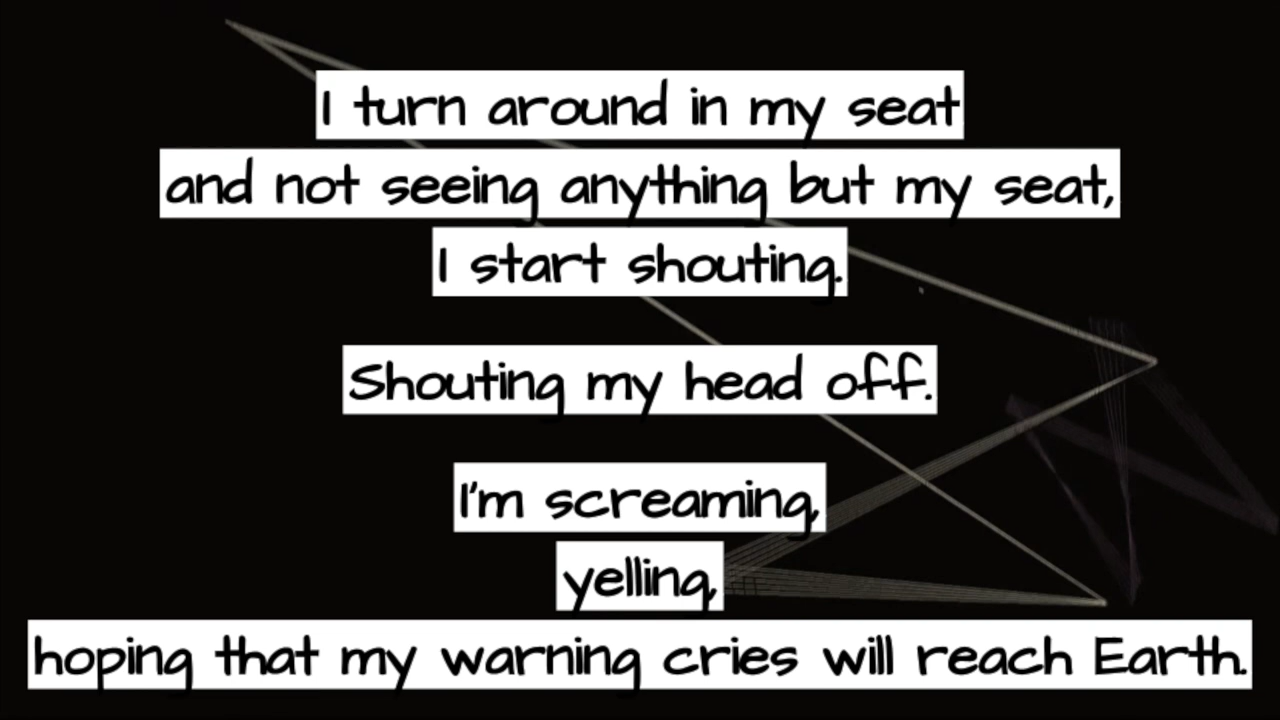 I turn around in my seat
and not seeing anything but my seat,
I start shouting.
Shouting my head off.
I'm screaming,
yelling,
hoping that my warning cries will reach Earth.